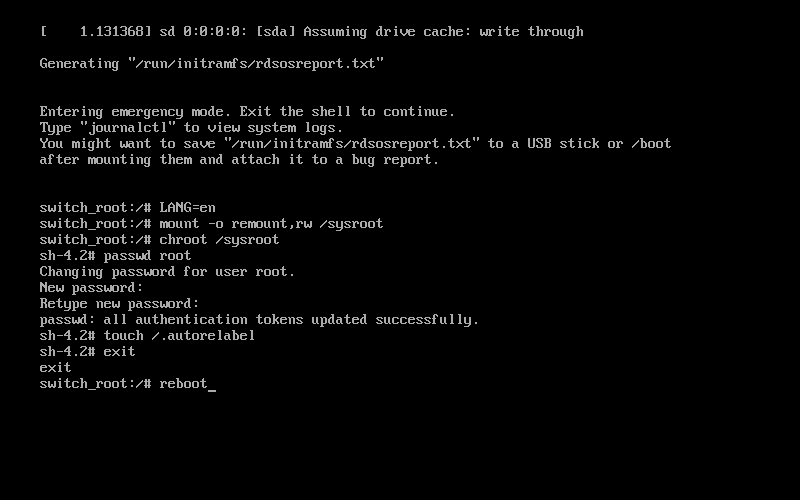 [    1.131368] sd 0:0:0:0: [sda] Assuming drive cache: write through
Generating "/run/initramfs/rdsosreport.txt"
Entering emergency mode. Exit the shell to continue.
Type "journalctl" to view system logs.
You might want to save "/run/initramfs/rdsosreport.txt" to a USB stick or /boot
after mounting them and attach it to a bug report.
switch_root:/# LANG=en
switch_root:/# mount -o remount,rw /sysroot
switch_root:/# chroot /sysroot
sh-4.2# passwd root
Changing password for user root.
New password:
Retype new password:
passwd: all authentication tokens updated successfully.
sh-4.2# touch /.autorelabel
sh-4.2# exit
exit
switch_root:/# reboot_